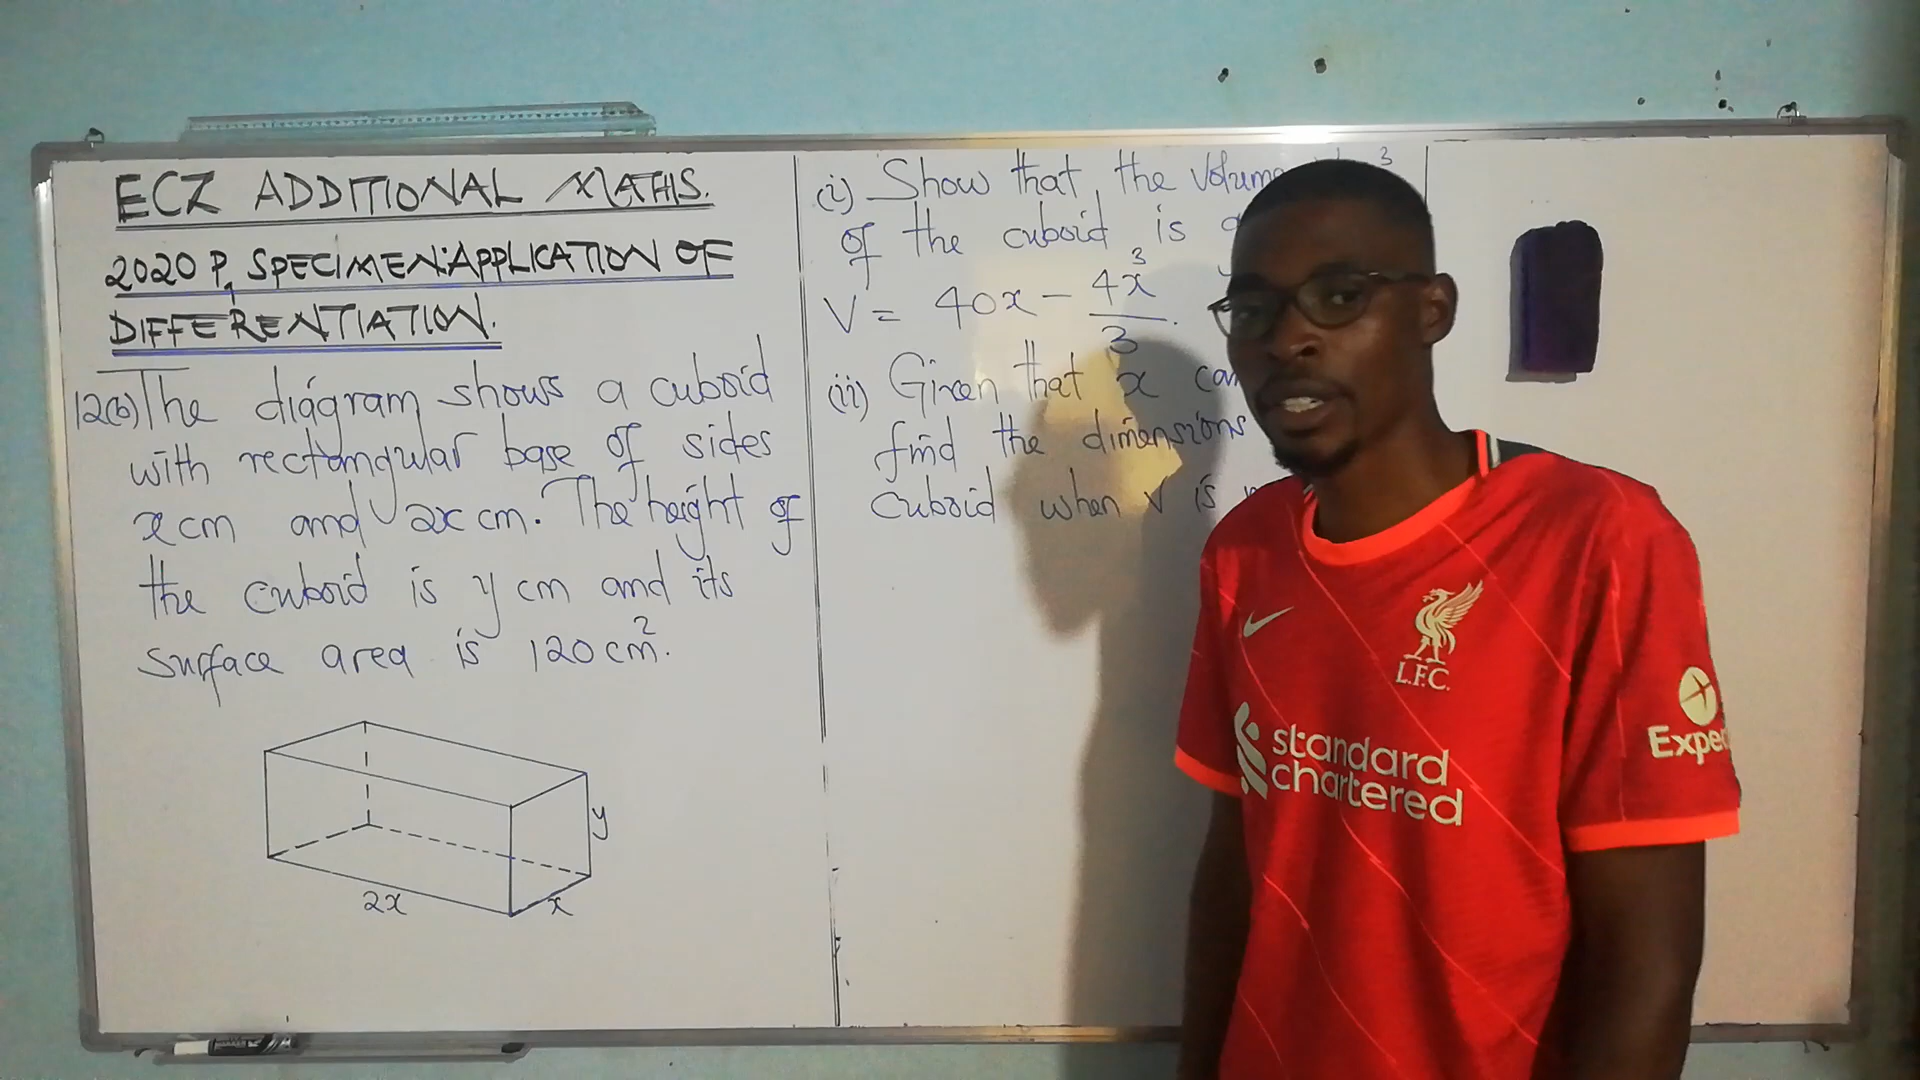 ECZ ADDITIONAL MATHS.
2020 P1 SPECIMEN: APPLICATION OF
DIFFERENTIATION.
12(b) The diagram shows a cuboid
with rectangular base of sides
x cm and 2x cm. The height of
the cuboid is y cm and its
surface area is 120 cm².
y
2x
x
(i) Show that, the volume
of the cuboid is
V = 40x - 4x³/3.
(ii) Given that x can
find the dimensions
cuboid when V is
L.F.C.
standard
chartered